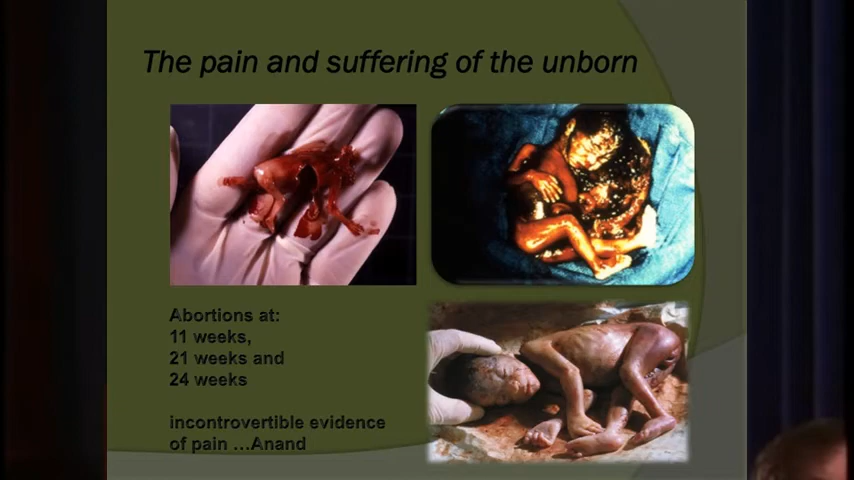 The pain and suffering of the unborn
Abortions at:
11 weeks,
21 weeks and
24 weeks
incontrovertible evidence
of pain ...Anand